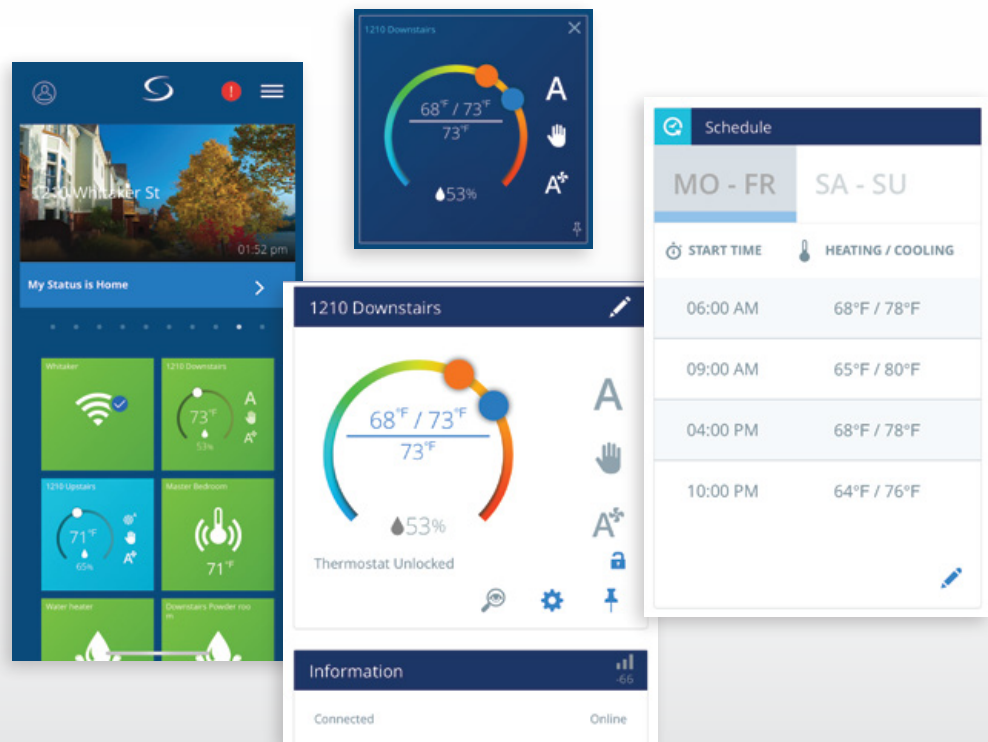 1210 Whitaker St
01:52 pm
My Status is Home
Whitaker
1210 Downstairs
73°F
53%
A
A
1210 Upstairs
71°F
65%
A
Master Bedroom
71°F
Water heater
Downstairs Powder roo
m
1210 Downstairs
68°F / 73°F
73°F
53%
A
A
1210 Downstairs
68°F / 73°F
73°F
53%
A
A
Thermostat Unlocked
Information
-66
Connected
Online
Schedule
MO - FR
SA - SU
START TIME
HEATING / COOLING
06:00 AM
68°F / 78°F
09:00 AM
65°F / 80°F
04:00 PM
68°F / 78°F
10:00 PM
64°F / 76°F